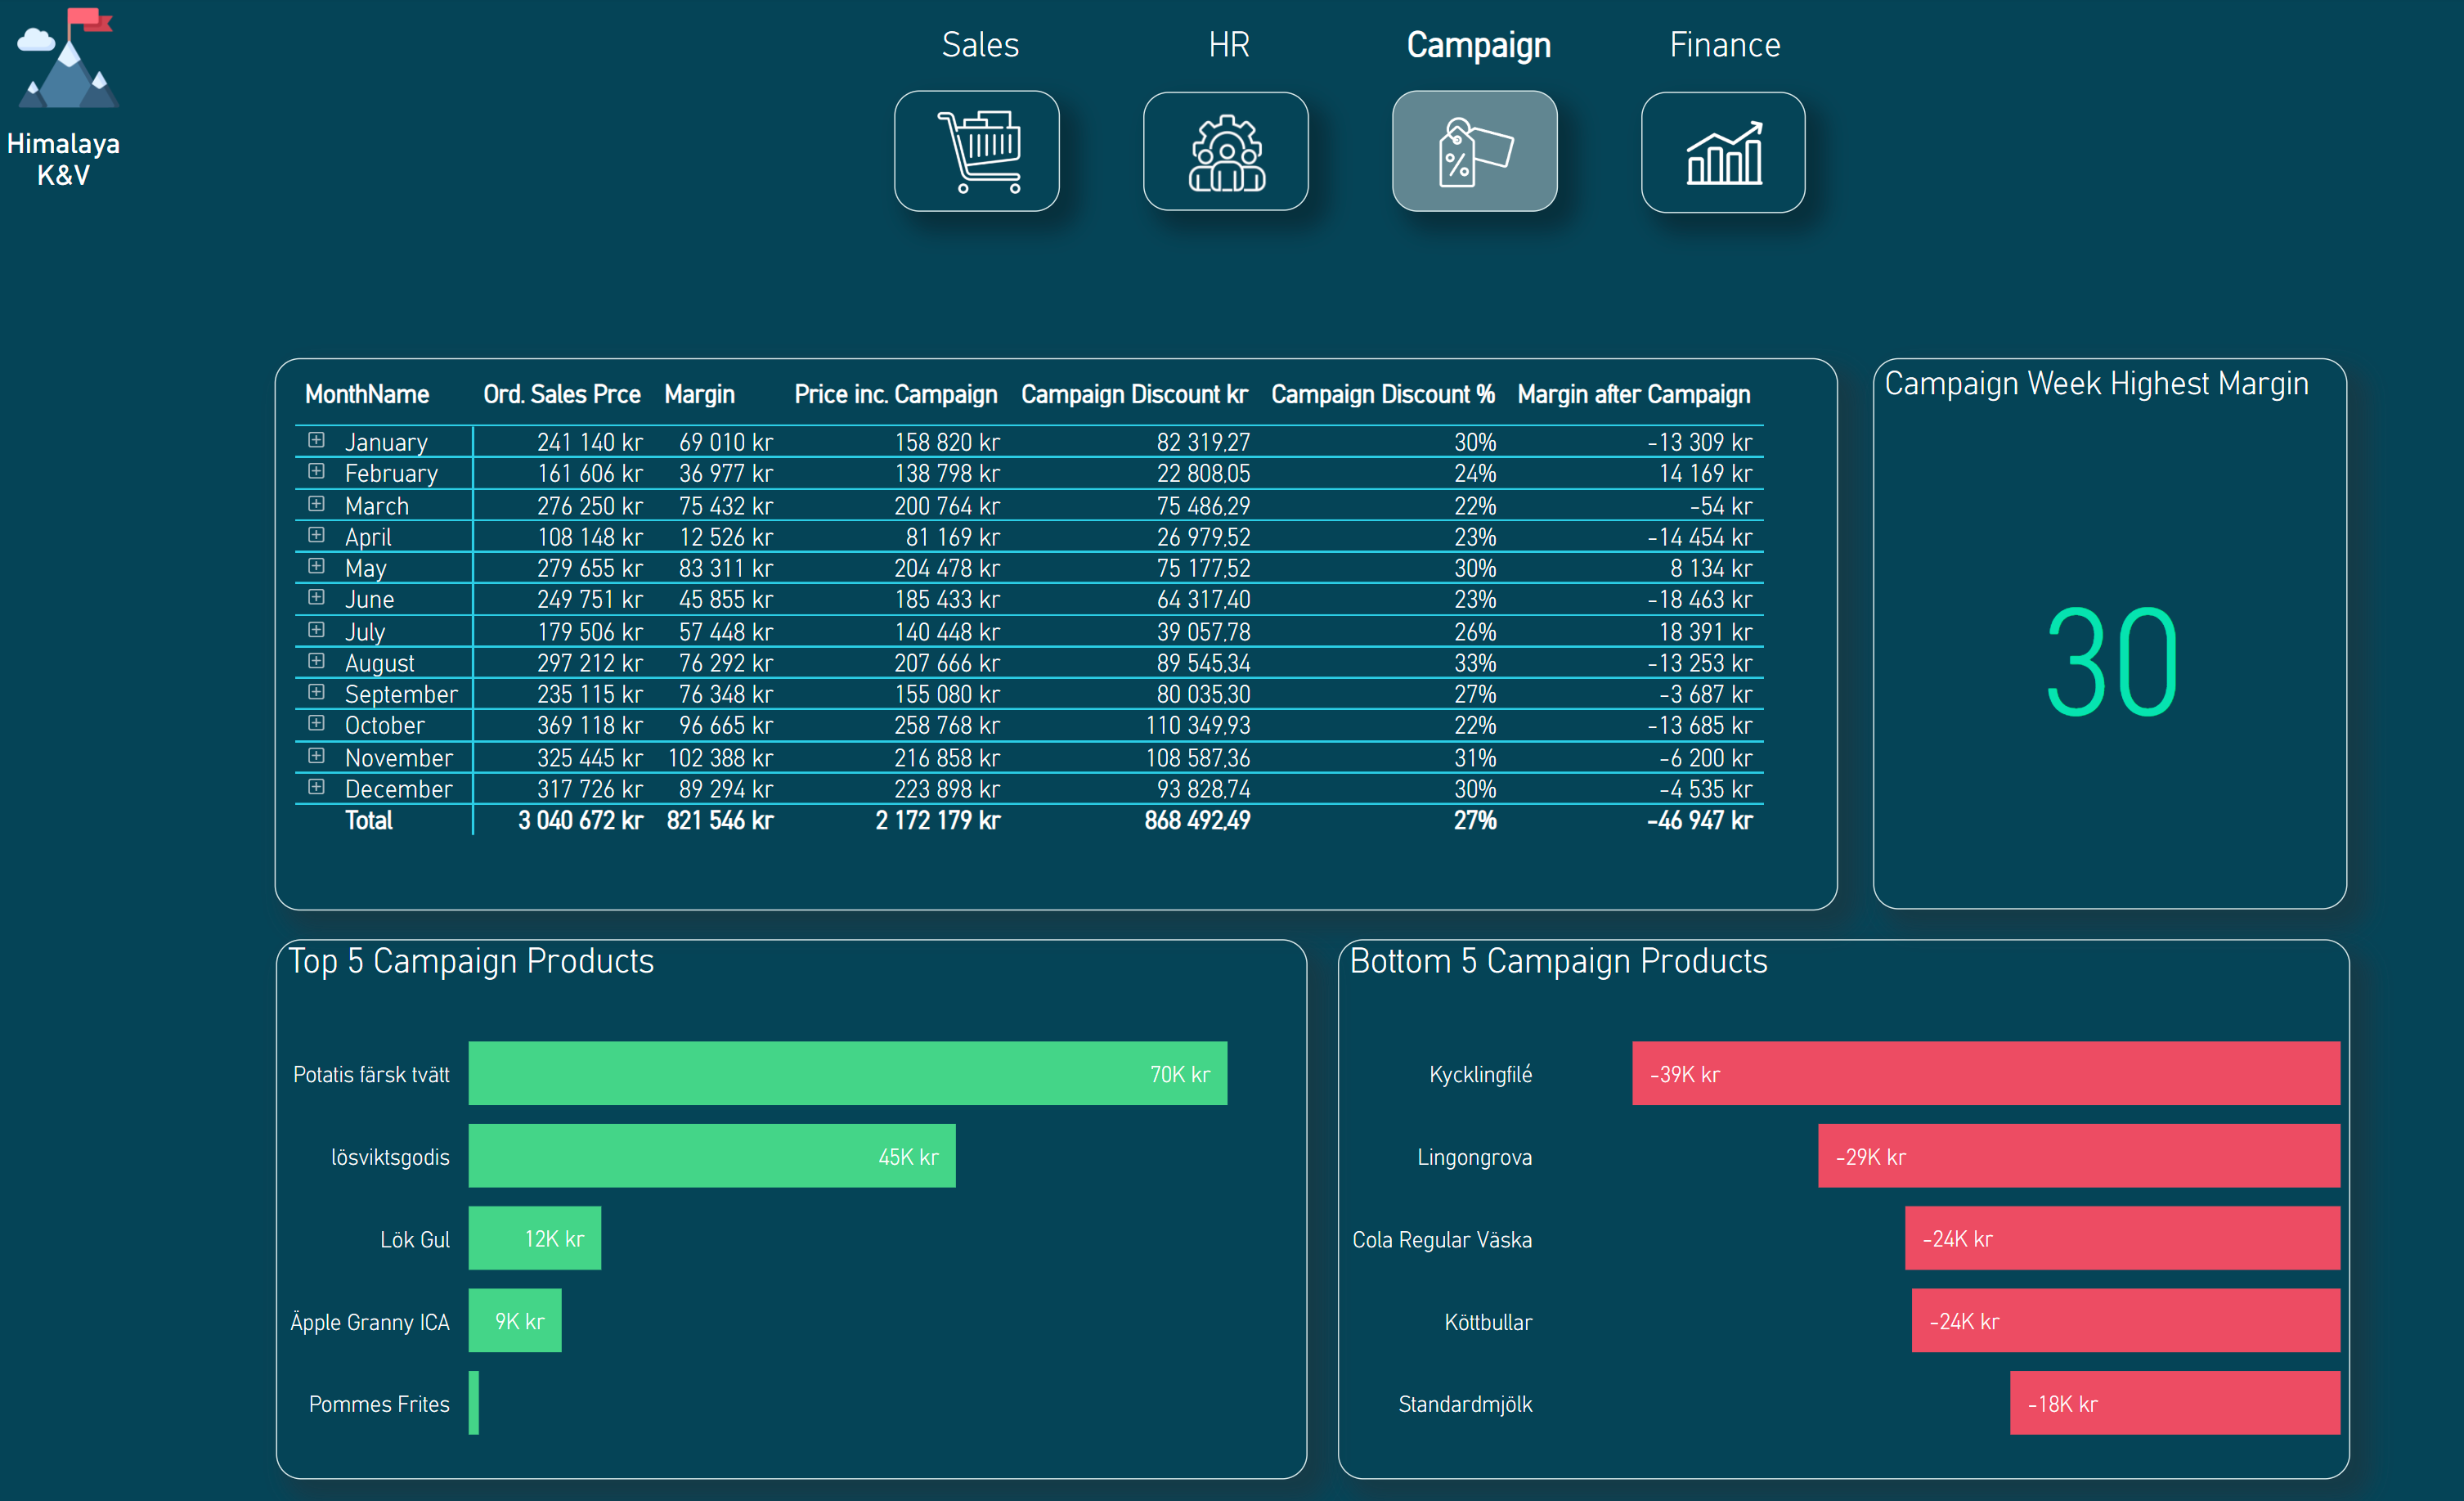 Sales HR Campaign Finance
Himalaya
K&V
%
MonthName Ord. Sales Prce Margin Price inc. Campaign Campaign Discount kr Campaign Discount % Margin after Campaign
January 241 140 kr 69 010 kr 158 820 kr 82 319,27 30% -13 309 kr
February 161 606 kr 36 977 kr 138 798 kr 22 808,05 24% 14 169 kr
March 276 250 kr 75 432 kr 200 764 kr 75 486,29 22% -54 kr
April 108 148 kr 12 526 kr 81 169 kr 26 979,52 23% -14 454 kr
May 279 655 kr 83 311 kr 204 478 kr 75 177,52 30% 8 134 kr
June 249 751 kr 45 855 kr 185 433 kr 64 317,40 23% -18 463 kr
July 179 506 kr 57 448 kr 140 448 kr 39 057,78 26% 18 391 kr
August 297 212 kr 76 292 kr 207 666 kr 89 545,34 33% -13 253 kr
September 235 115 kr 76 348 kr 155 080 kr 80 035,30 27% -3 687 kr
October 369 118 kr 96 665 kr 258 768 kr 110 349,93 22% -13 685 kr
November 325 445 kr 102 388 kr 216 858 kr 108 587,36 31% -6 200 kr
December 317 726 kr 89 294 kr 223 898 kr 93 828,74 30% -4 535 kr
Total 3 040 672 kr 821 546 kr 2 172 179 kr 868 492,49 27% -46 947 kr
Campaign Week Highest Margin
30
Top 5 Campaign Products
Potatis färsk tvätt 70K kr
lösviktsgodis 45K kr
Lök Gul 12K kr
Äpple Granny ICA 9K kr
Pommes Frites
Bottom 5 Campaign Products
Kycklingfilé -39K kr
Lingongrova -29K kr
Cola Regular Väska -24K kr
Köttbullar -24K kr
Standardmjölk -18K kr